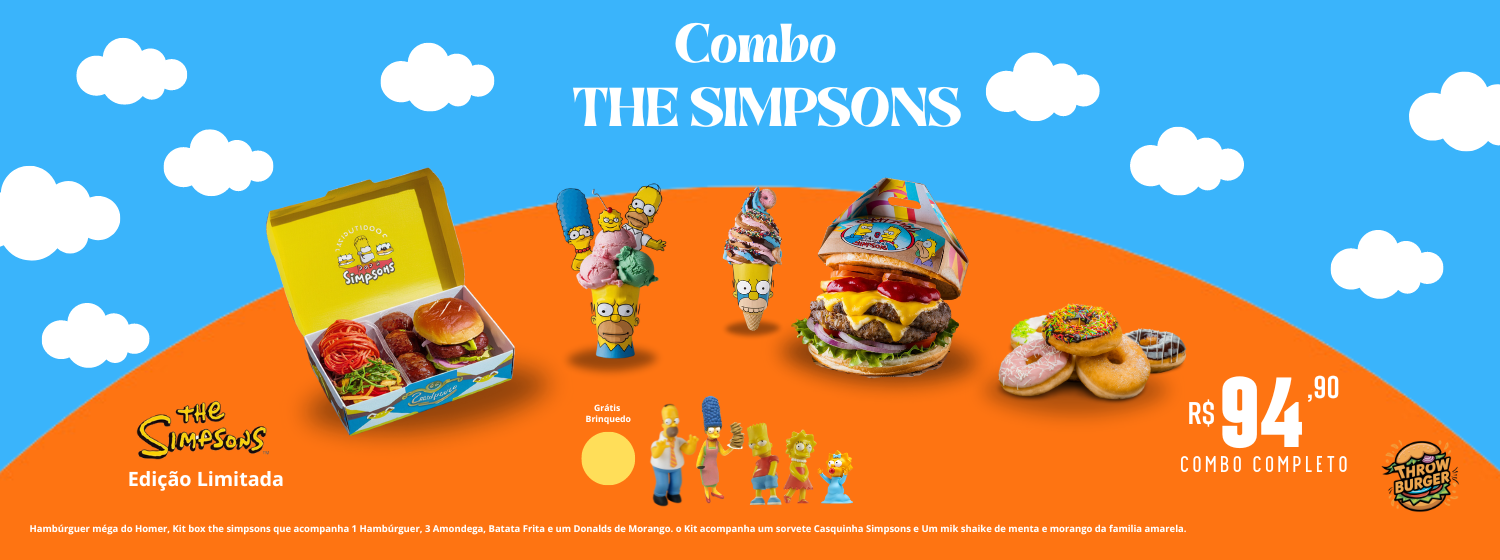 Combo
THE SIMPSONS
Simpsons
THE
SIMPSONS
Edição Limitada
Grátis
Brinquedo
R$ 94,90
COMBO COMPLETO
THROW
BURGER
Hambúrguer méga do Homer, Kit box the simpsons que acompanha 1 Hambúrguer, 3 Amondega, Batata Frita e um Donalds de Morango. o Kit acompanha um sorvete Casquinha Simpsons e Um mik shaike de menta e morango da família amarela.